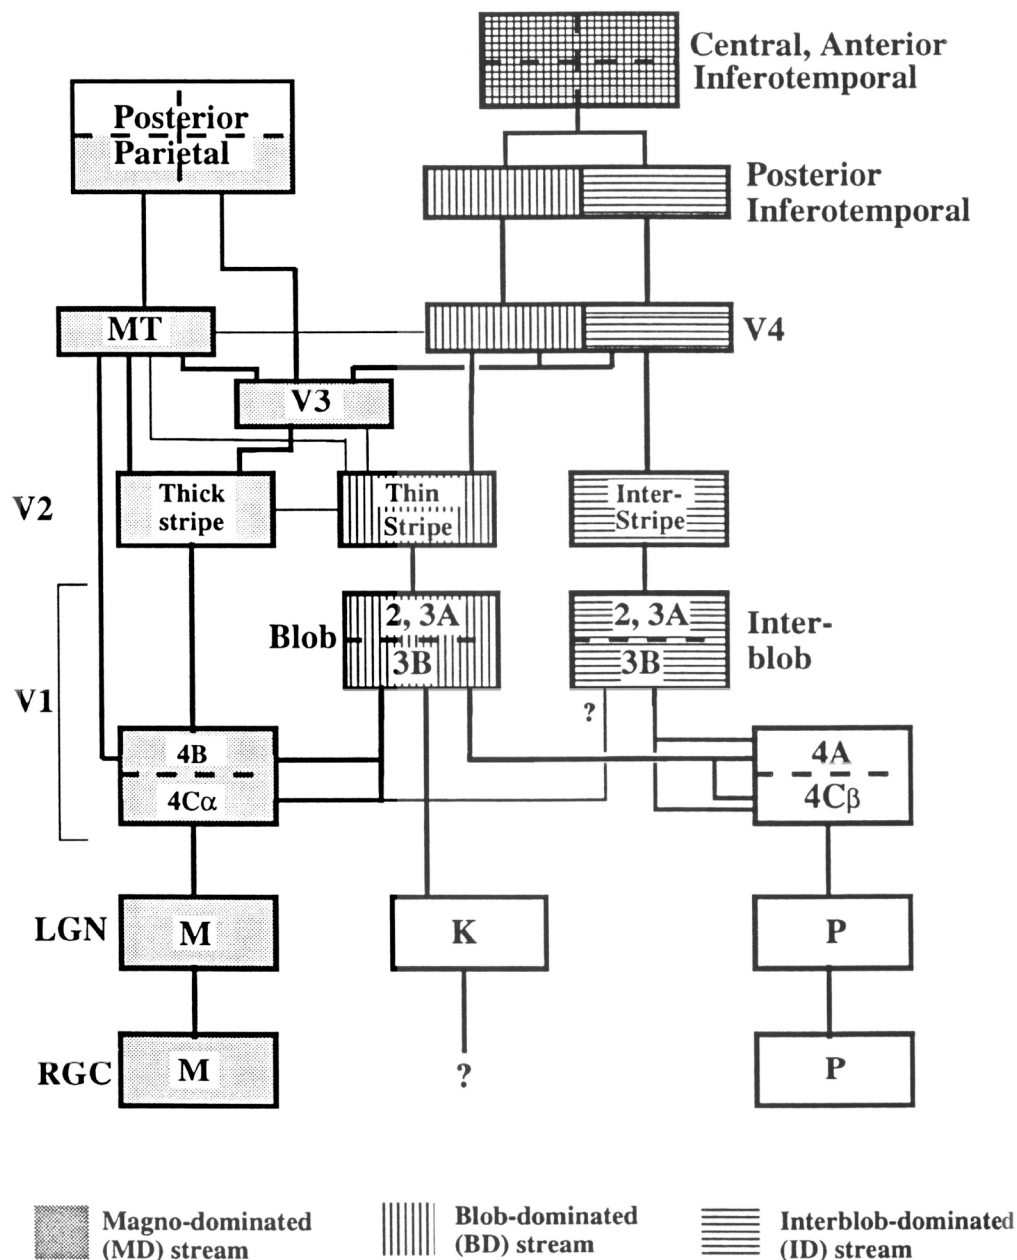 Central, Anterior
Inferotemporal
Posterior
Parietal
Posterior
Inferotemporal
MT
V4
V3
V2
Thick
stripe
Thin
Stripe
Inter-
Stripe
Blob
2, 3A
3B
2, 3A
3B
Inter-
blob
V1
?
4B
4Cα
4A
4Cβ
LGN
M
K
P
RGC
M
?
P
Magno-dominated
(MD) stream
Blob-dominated
(BD) stream
Interblob-dominated
(ID) stream